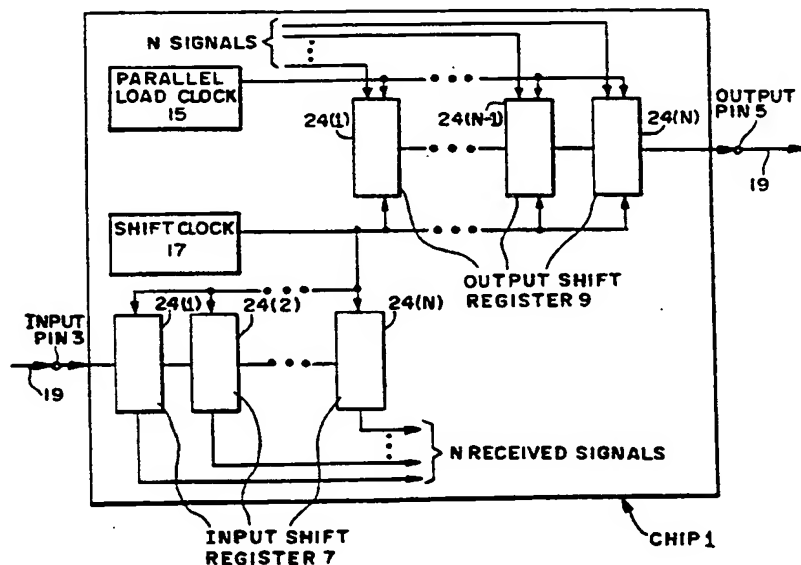 N SIGNALS
PARALLEL
LOAD CLOCK
15
24(1)
24(N-1)
24(N)
OUTPUT
PIN 5
19
SHIFT CLOCK
17
OUTPUT SHIFT
REGISTER 9
INPUT
PIN 3
24(1)
24(2)
24(N)
19
N RECEIVED SIGNALS
INPUT SHIFT
REGISTER 7
CHIP 1